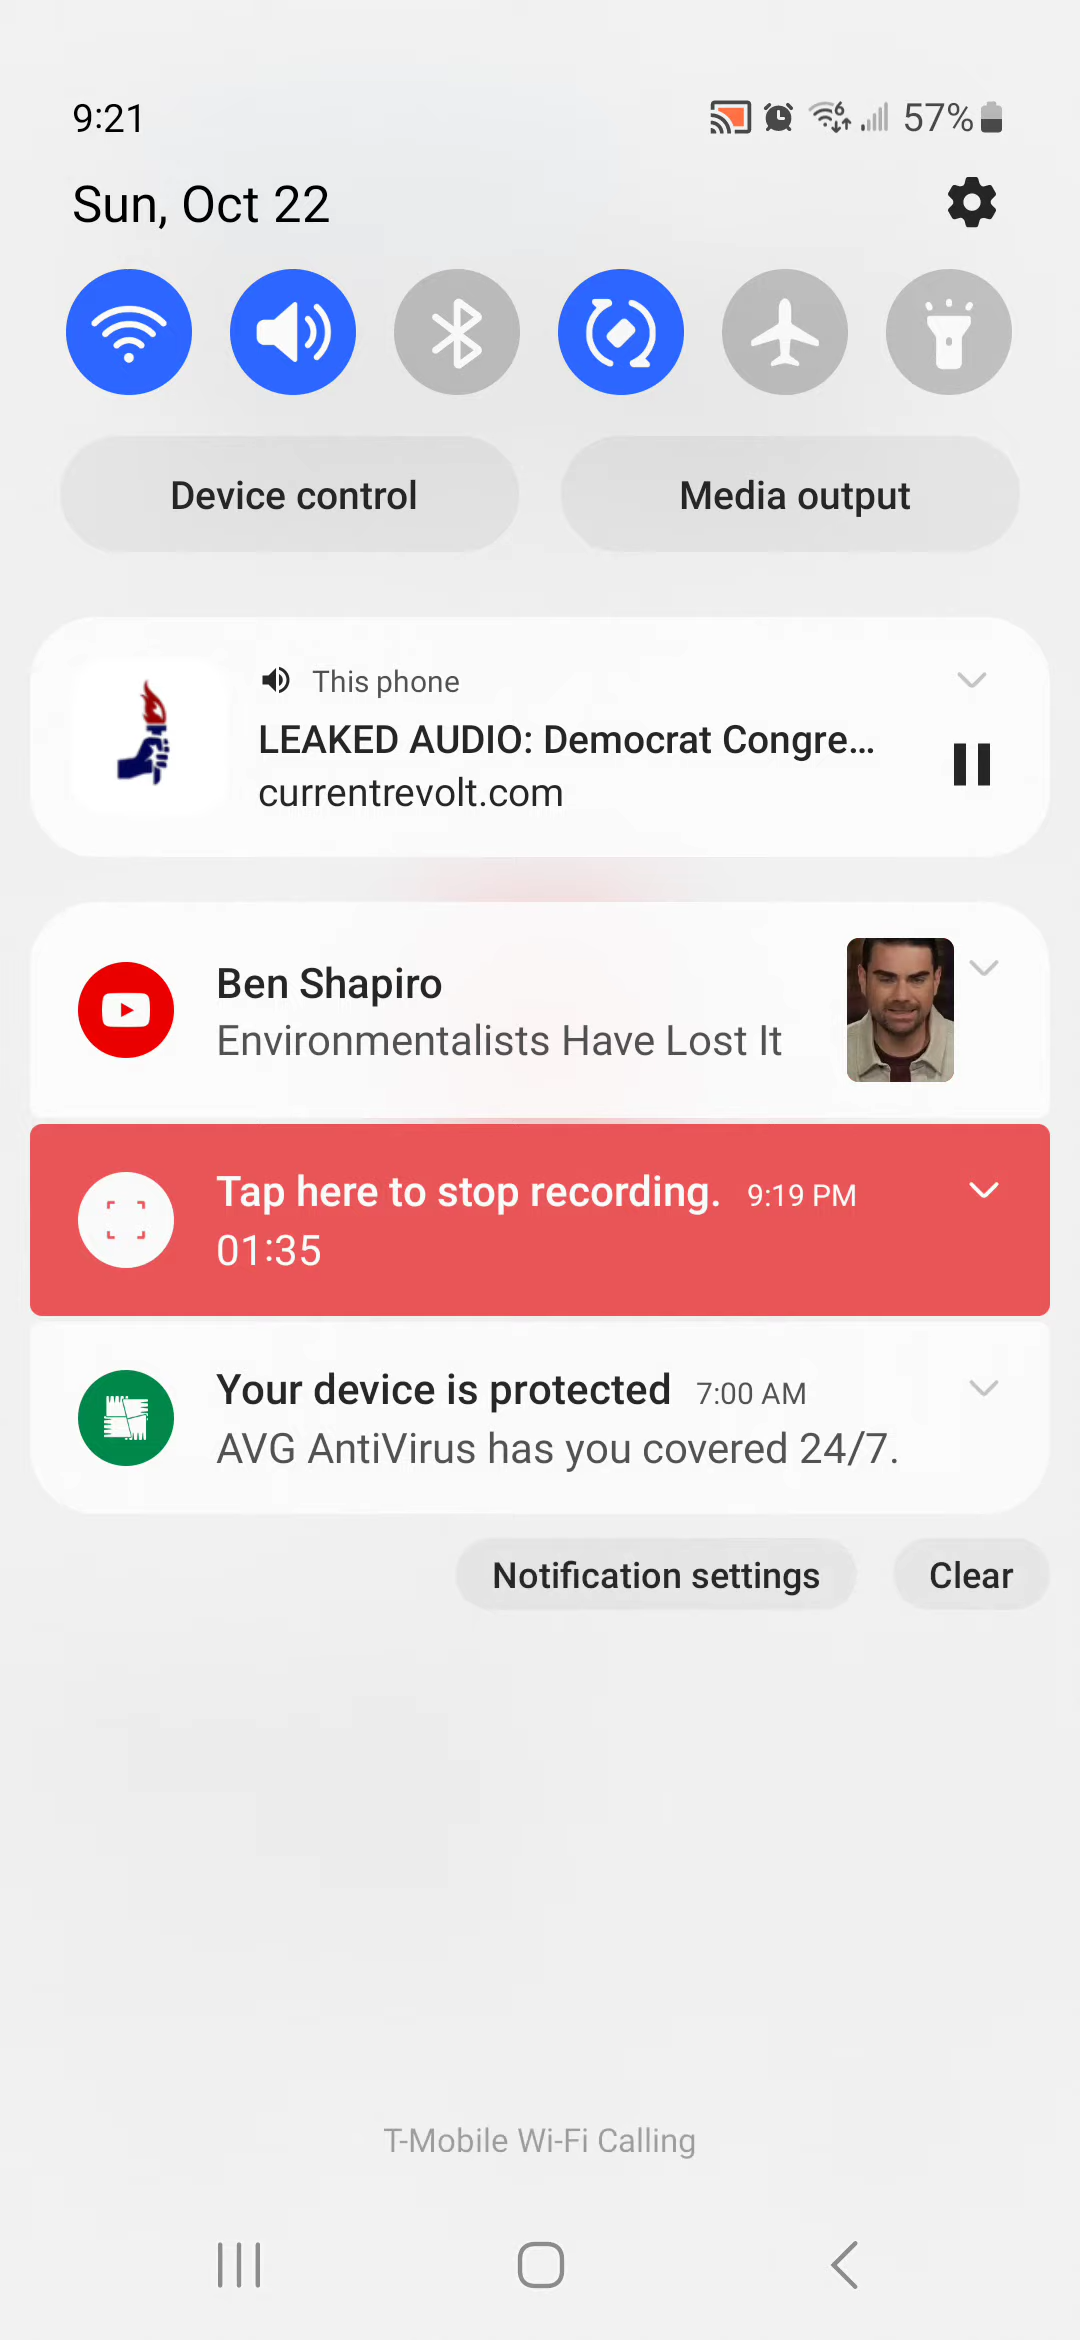 9:21
57%
Sun, Oct 22
Device control
Media output
This phone
LEAKED AUDIO: Democrat Congre...
currentrevolt.com
Ben Shapiro
Environmentalists Have Lost It
Tap here to stop recording. 9:19 PM
01:35
Your device is protected 7:00 AM
AVG AntiVirus has you covered 24/7.
Notification settings
Clear
T-Mobile Wi-Fi Calling